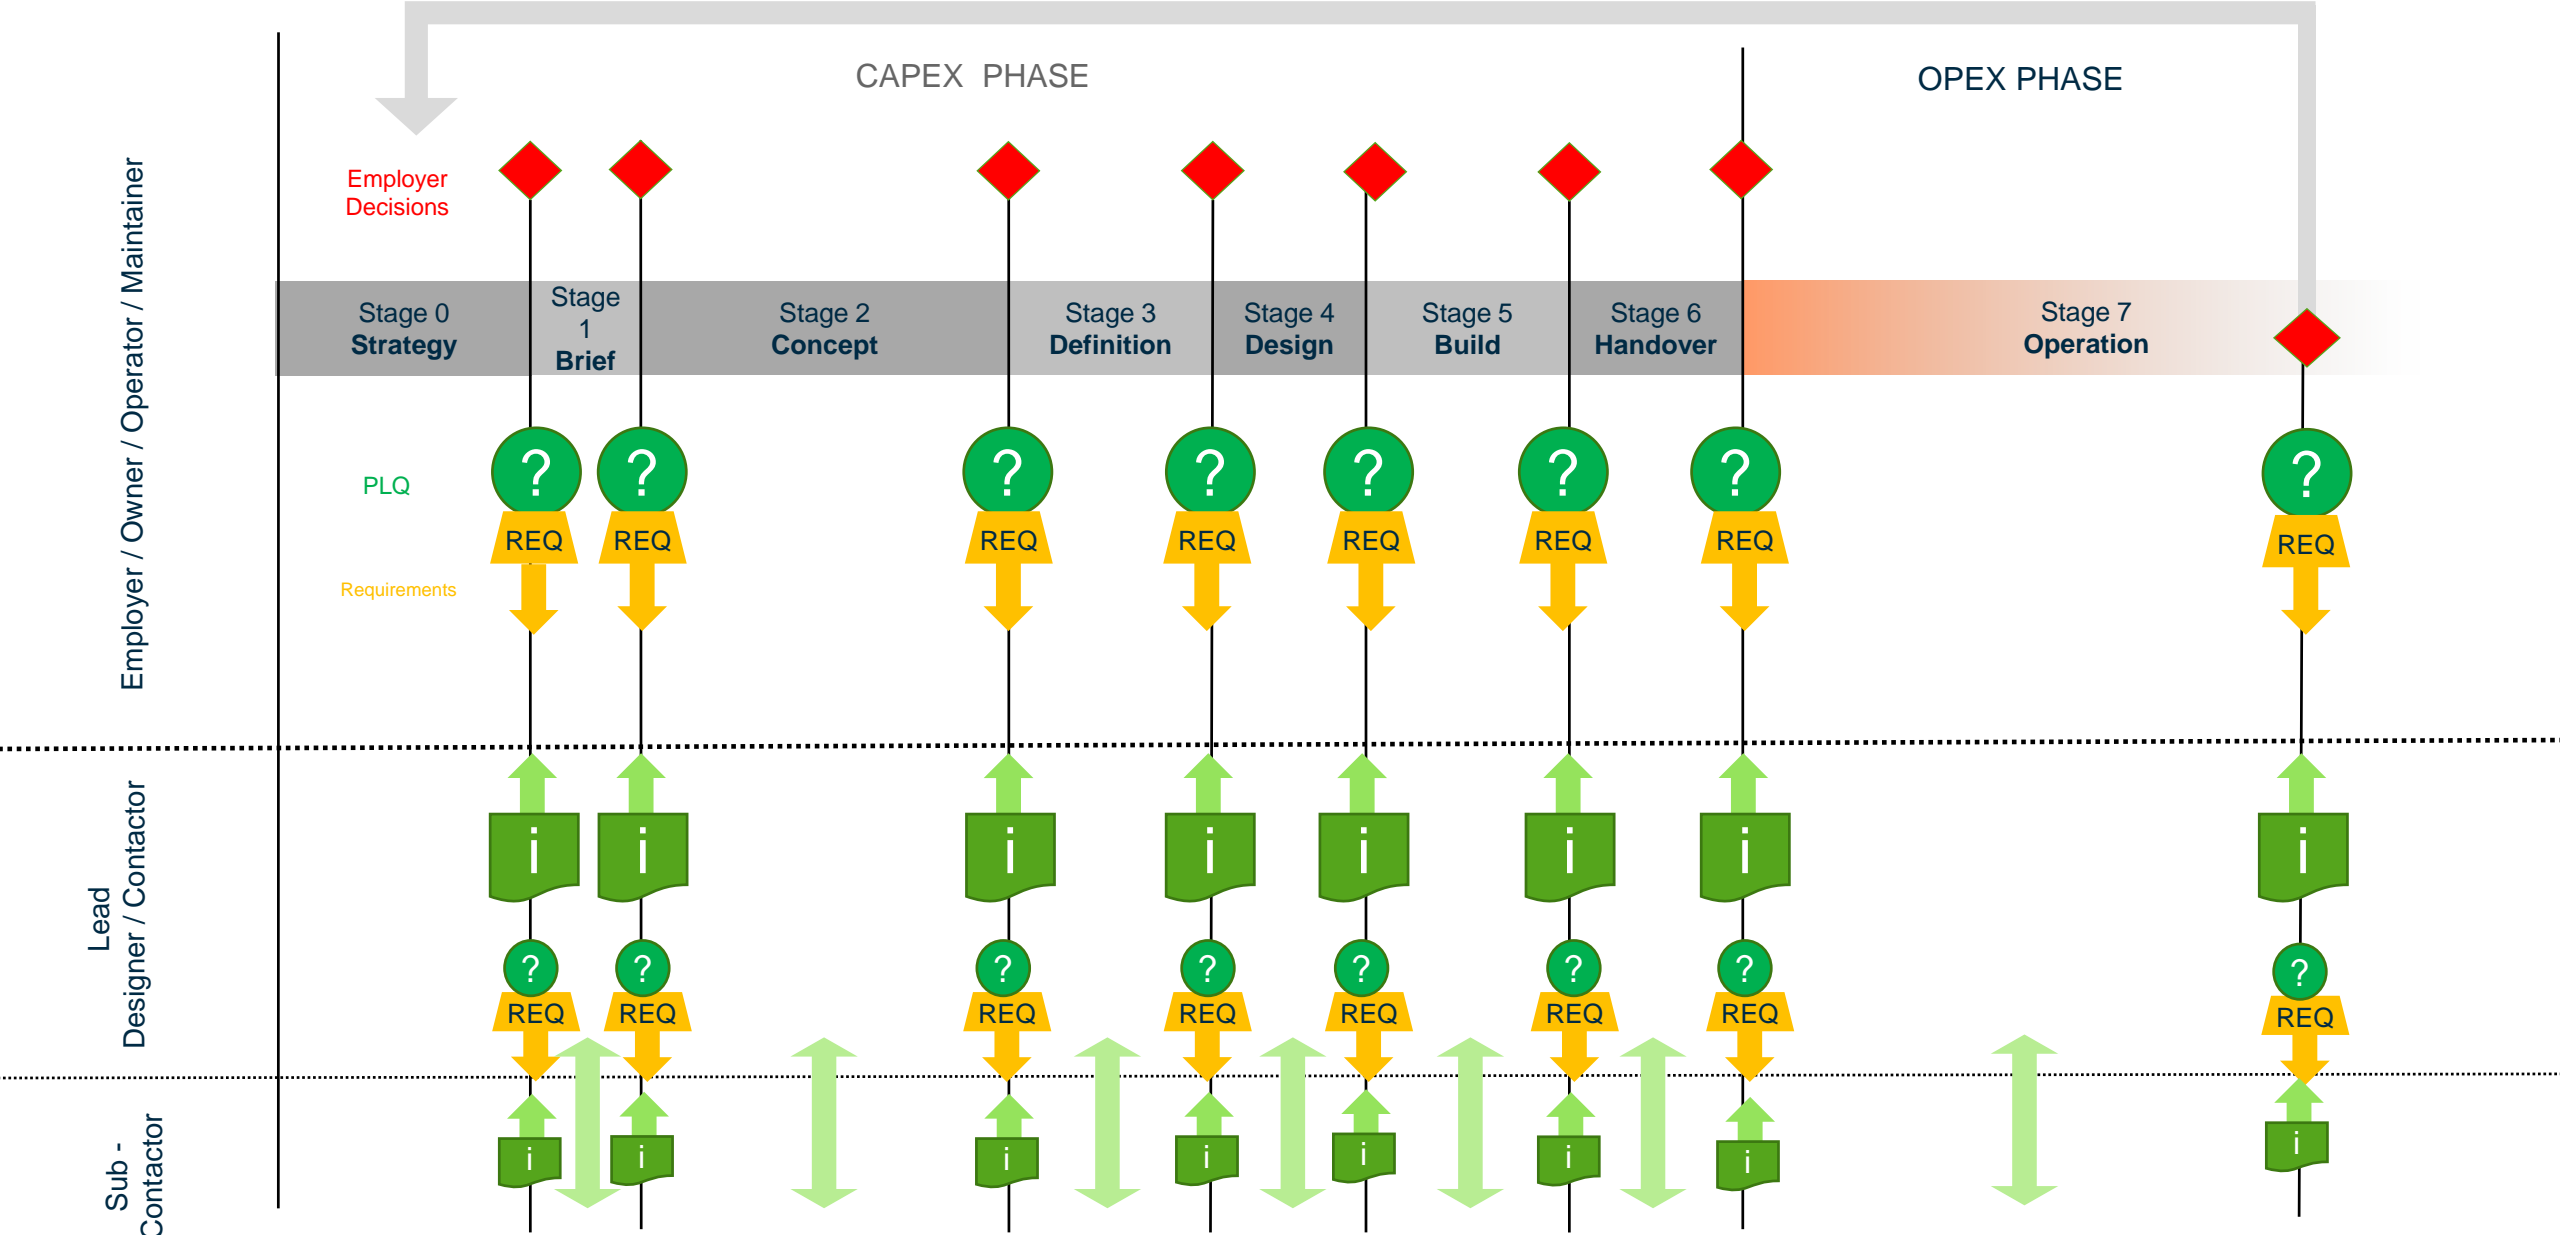 CAPEX  PHASE
OPEX PHASE
Employer / Owner / Operator / Maintainer
Employer
Decisions
Stage 0
Strategy
Stage
1
Brief
Stage 2
Concept
Stage 3
Definition
Stage 4
Design
Stage 5
Build
Stage 6
Handover
Stage 7
Operation
PLQ
? ? ? ? ? ? ? ?
REQ REQ REQ REQ REQ REQ REQ REQ
Requirements
Lead
Designer / Contactor
i i i i i i i i
? ? ? ? ? ? ? ?
REQ REQ REQ REQ REQ REQ REQ REQ
Sub -
Contactor
i i i i i i i i